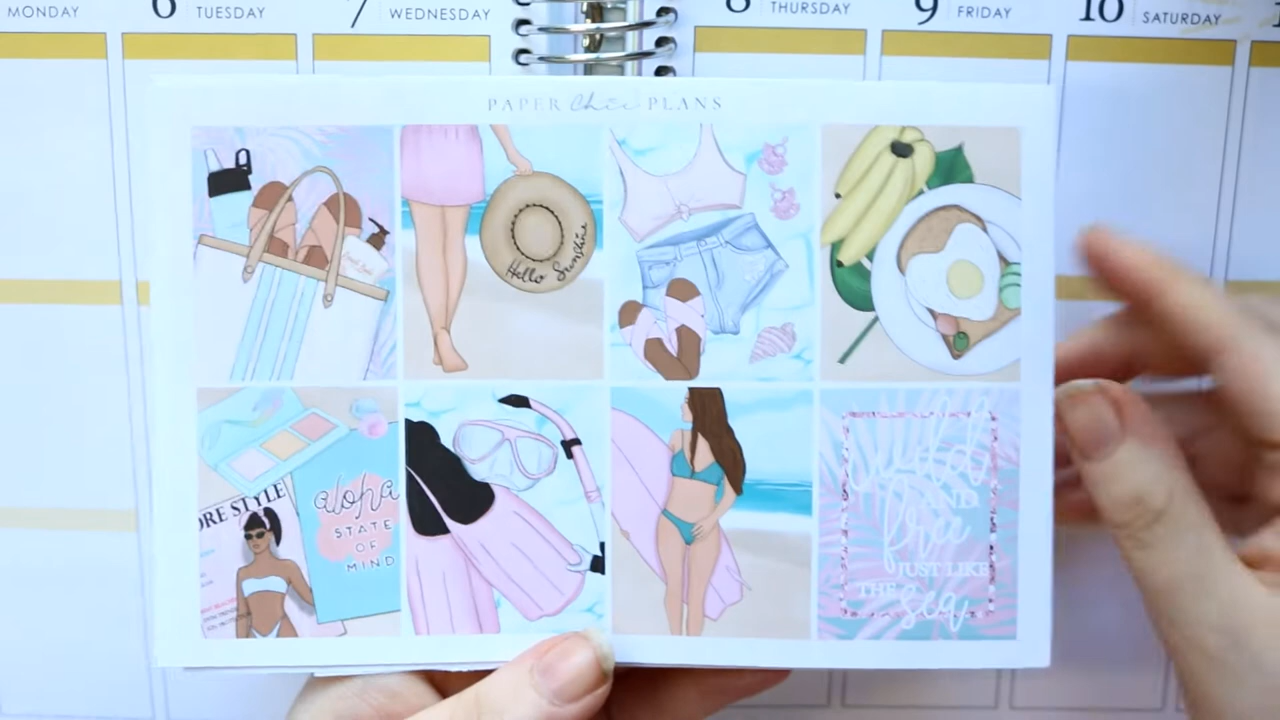 MONDAY 6 TUESDAY 7 WEDNESDAY 8 THURSDAY 9 FRIDAY 10 SATURDAY
PAPER Chic PLANS
Hello Sunshine
ORE STYLE
aloha
STATE
OF
MIND
wild
AND
free
JUST LIKE
THE sea